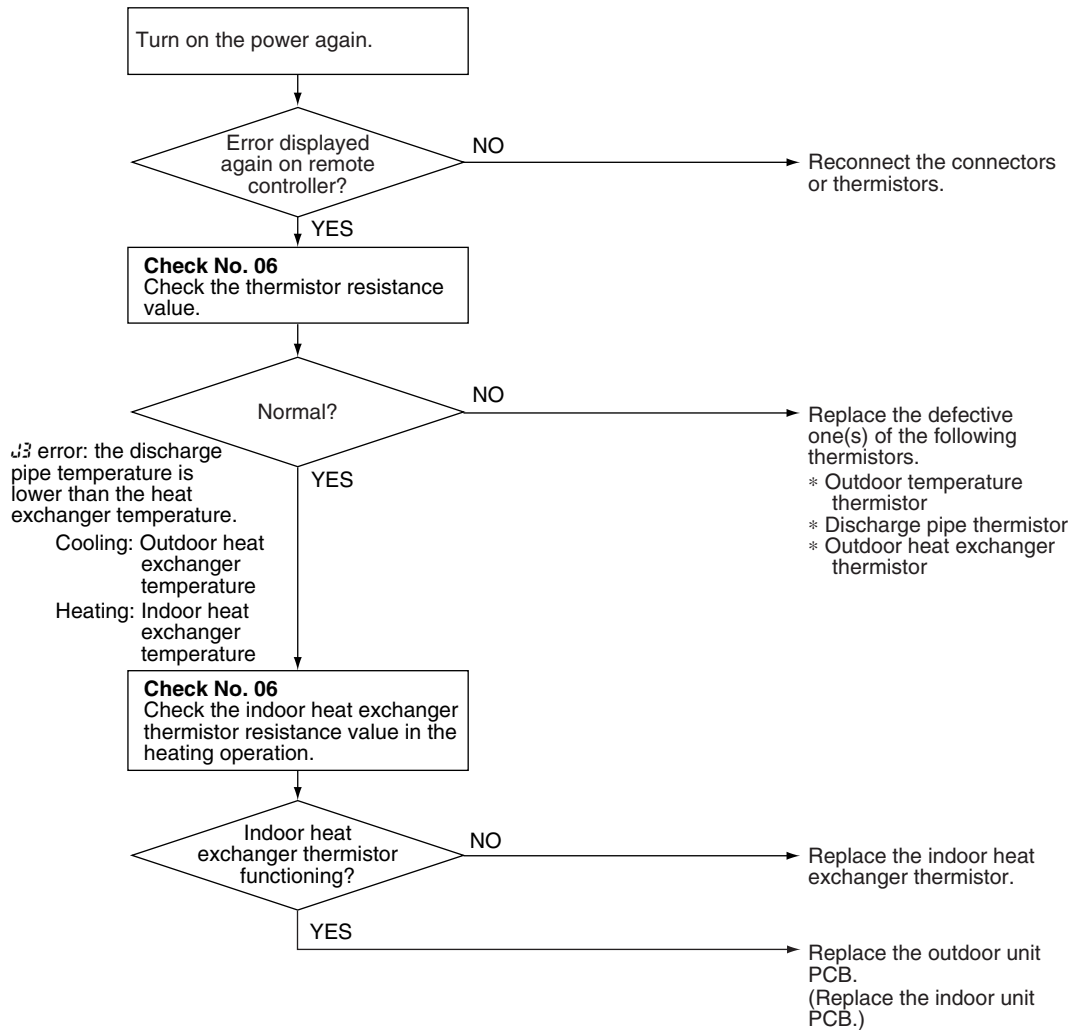 Turn on the power again.
Error displayed
again on remote
controller?
NO
Reconnect the connectors
or thermistors.
YES
Check No. 06
Check the thermistor resistance
value.
Normal?
NO
Replace the defective
one(s) of the following
thermistors.
* Outdoor temperature
thermistor
* Discharge pipe thermistor
* Outdoor heat exchanger
thermistor
YES
J3 error: the discharge
pipe temperature is
lower than the heat
exchanger temperature.
Cooling: Outdoor heat
exchanger
temperature
Heating: Indoor heat
exchanger
temperature
Check No. 06
Check the indoor heat exchanger
thermistor resistance value in the
heating operation.
Indoor heat
exchanger thermistor
functioning?
NO
Replace the indoor heat
exchanger thermistor.
YES
Replace the outdoor unit
PCB.
(Replace the indoor unit
PCB.)